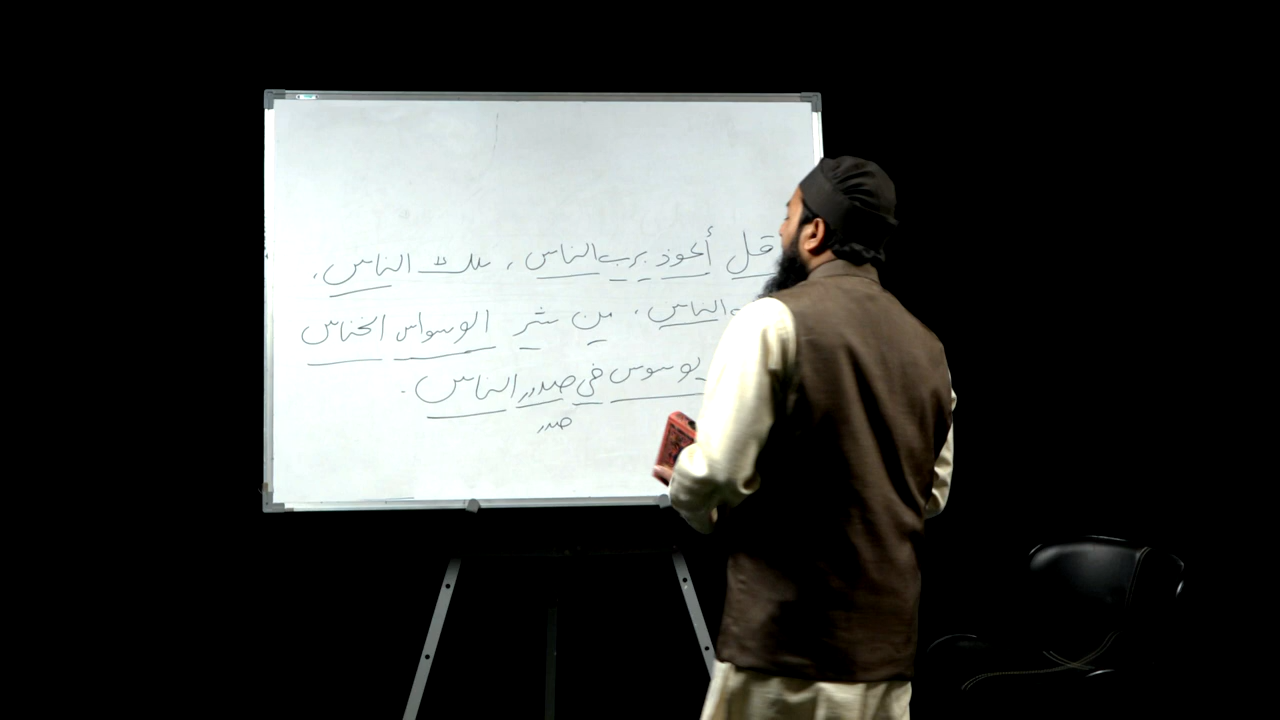 قل أعوذ برب الناس، ملك الناس،
الناس، من شر الوسواس الخناس
يوسوس في صدور الناس.
صدر